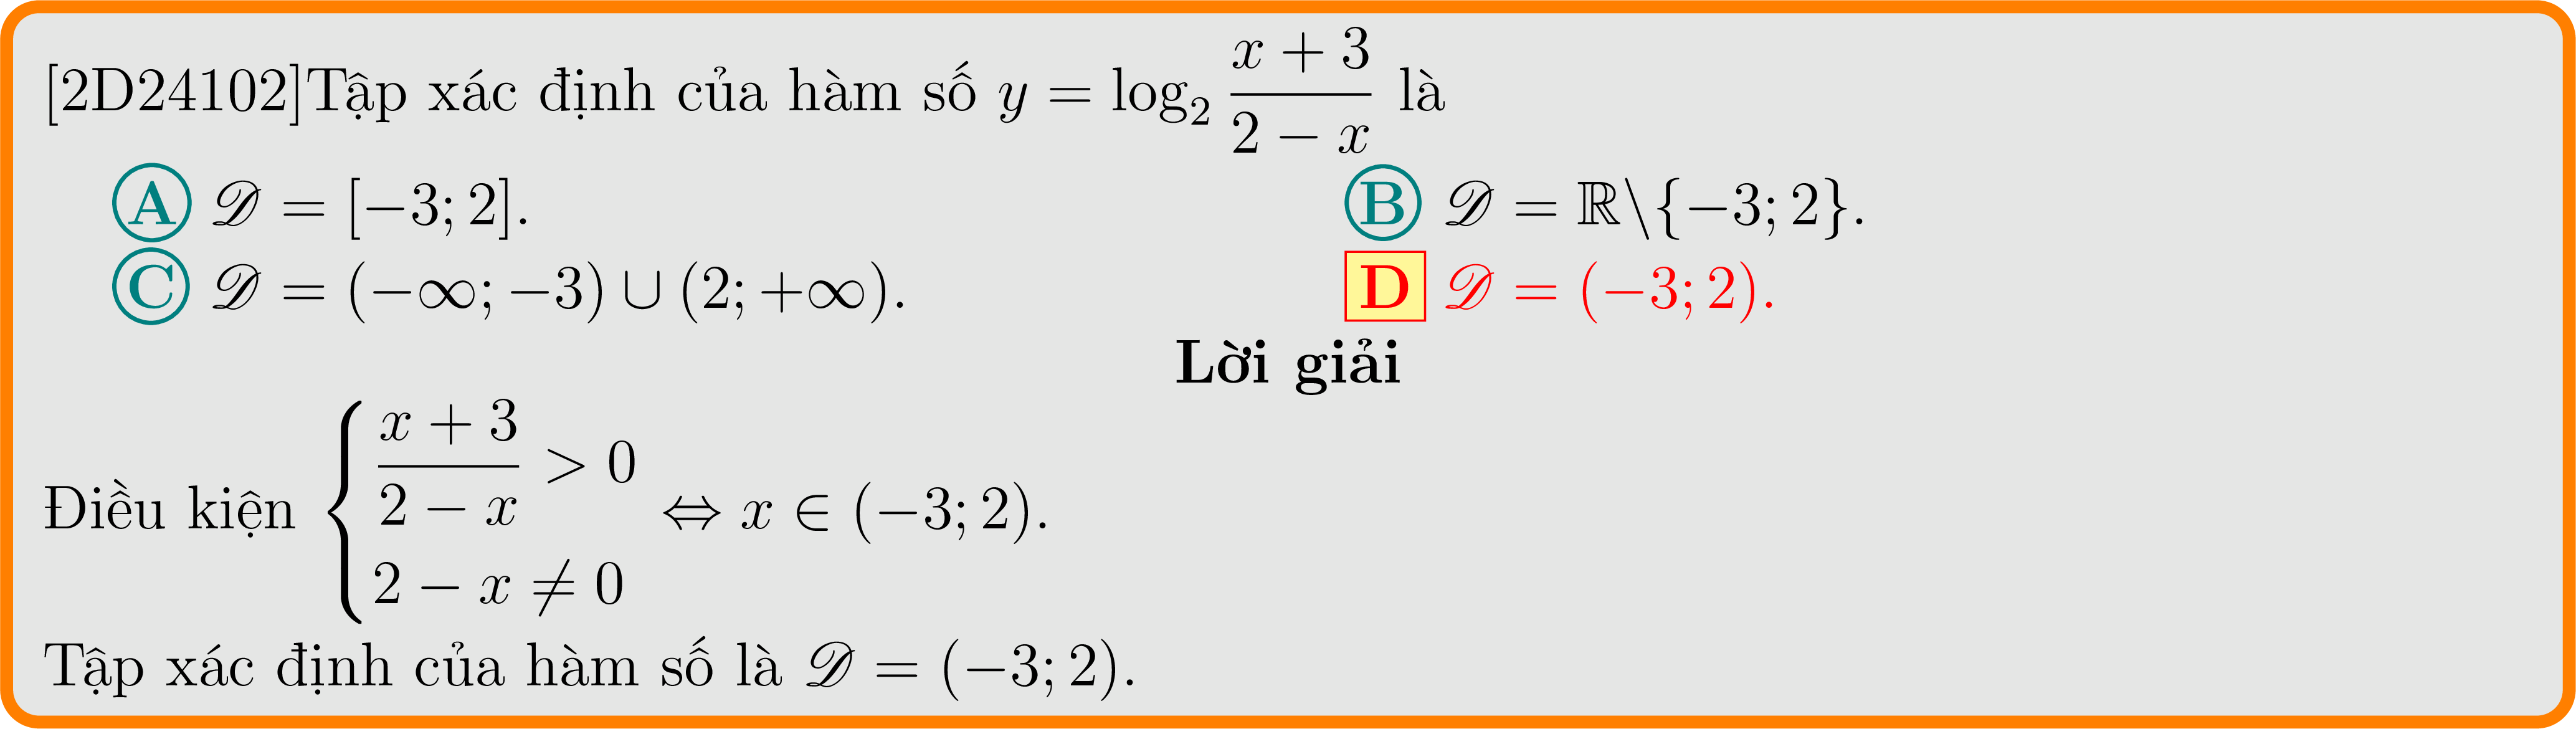 [2D24102]Tập xác định của hàm số $y = \log_2 \dfrac{x+3}{2-x}$ là
A $\mathscr{D} = [-3; 2]$. B $\mathscr{D} = \mathbb{R} \backslash \{-3; 2\}$.
C $\mathscr{D} = (-\infty; -3) \cup (2; +\infty)$. D $\mathscr{D} = (-3; 2)$.
Lời giải
Điều kiện $\begin{cases} \dfrac{x+3}{2-x} > 0 \\ 2 - x \neq 0 \end{cases} \Leftrightarrow x \in (-3; 2)$.
Tập xác định của hàm số là $\mathscr{D} = (-3; 2)$.